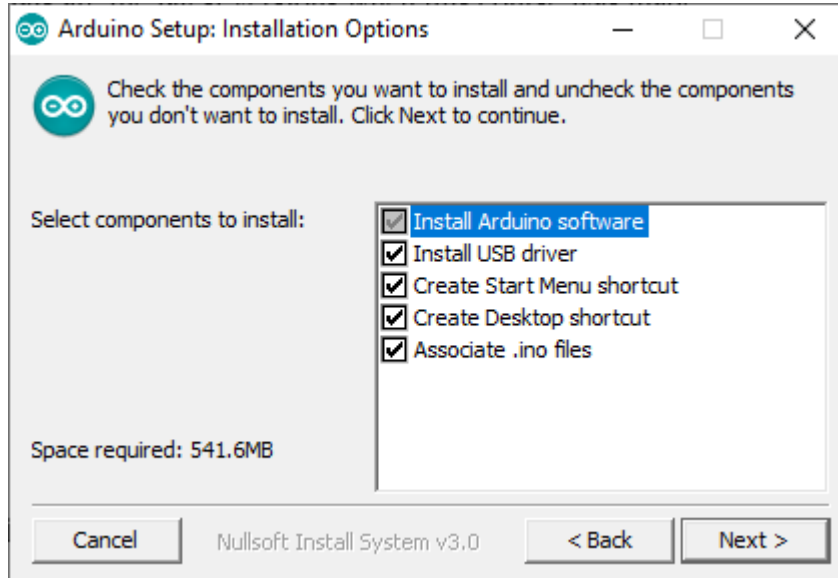 Arduino Setup: Installation Options
Check the components you want to install and uncheck the components
you don't want to install. Click Next to continue.
Select components to install:
Install Arduino software
Install USB driver
Create Start Menu shortcut
Create Desktop shortcut
Associate .ino files
Space required: 541.6MB
Cancel
Nullsoft Install System v3.0
< Back
Next >